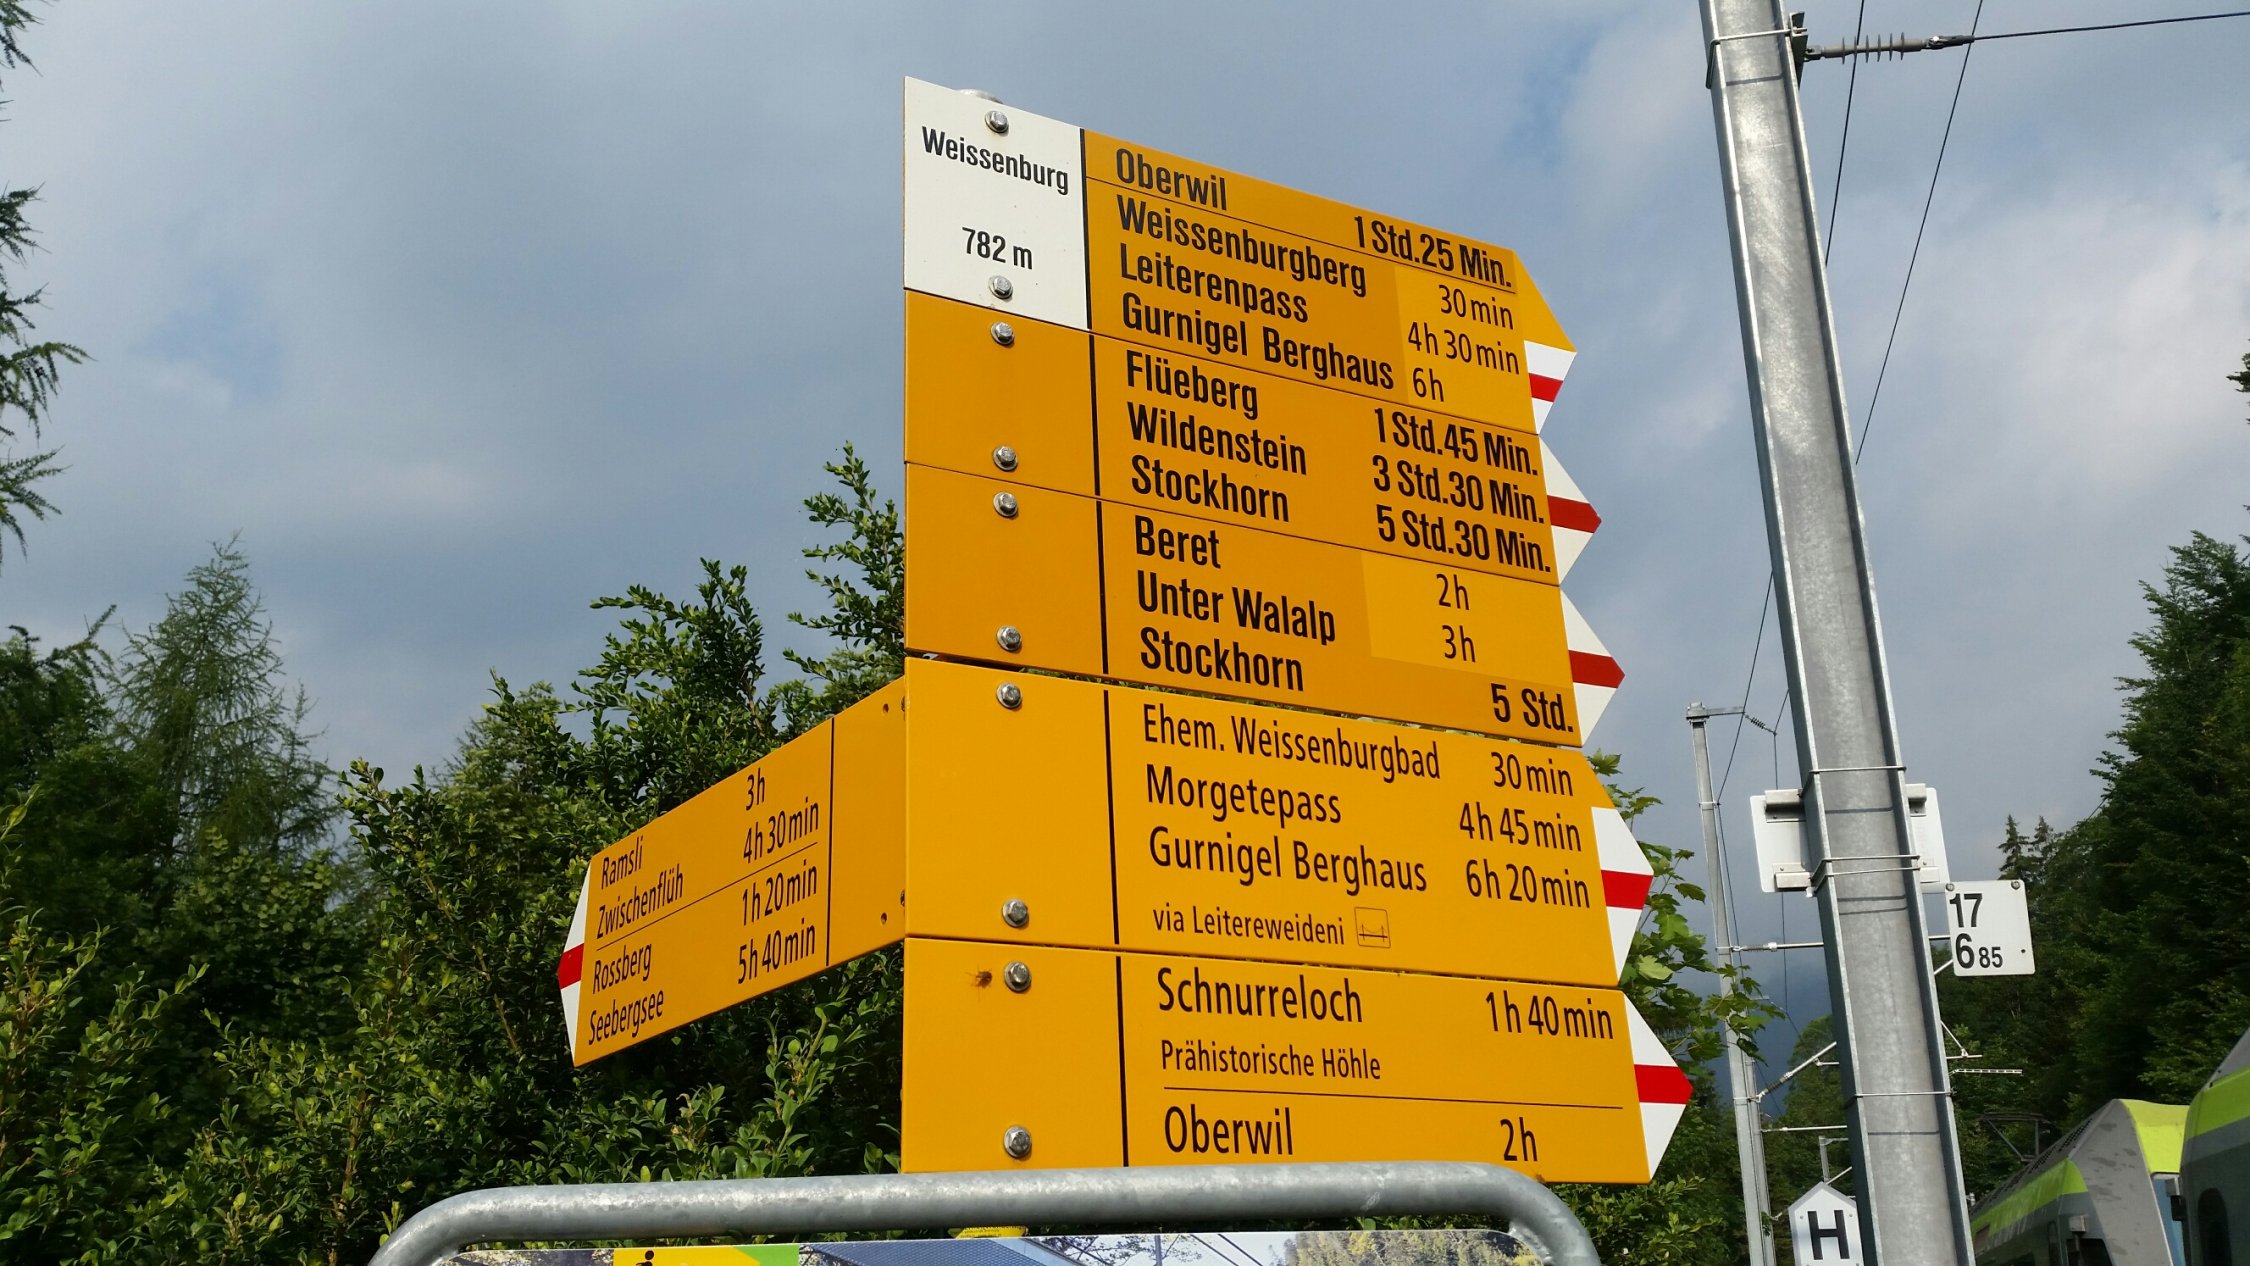 Weissenburg
782 m
Oberwil 1 Std.25 Min.
Weissenburgberg 30 min
Leiterenpass 4h 30 min
Gurnigel Berghaus 6h
Flüeberg 1 Std.45 Min.
Wildenstein 3 Std.30 Min.
Stockhorn 5 Std.30 Min.
Beret 2h
Unter Walalp 3h
Stockhorn 5 Std.
Ehem. Weissenburgbad 30 min
Morgetepass 4h 45 min
Gurnigel Berghaus 6h 20 min
via Leitereweideni
Schnurreloch 1h 40 min
Prähistorische Höhle
Oberwil 2h
Ramsli 3h
Zwischenflüh 4h 30 min
Rossberg 1h 20 min
Seebergsee 5h 40 min
17
685
H